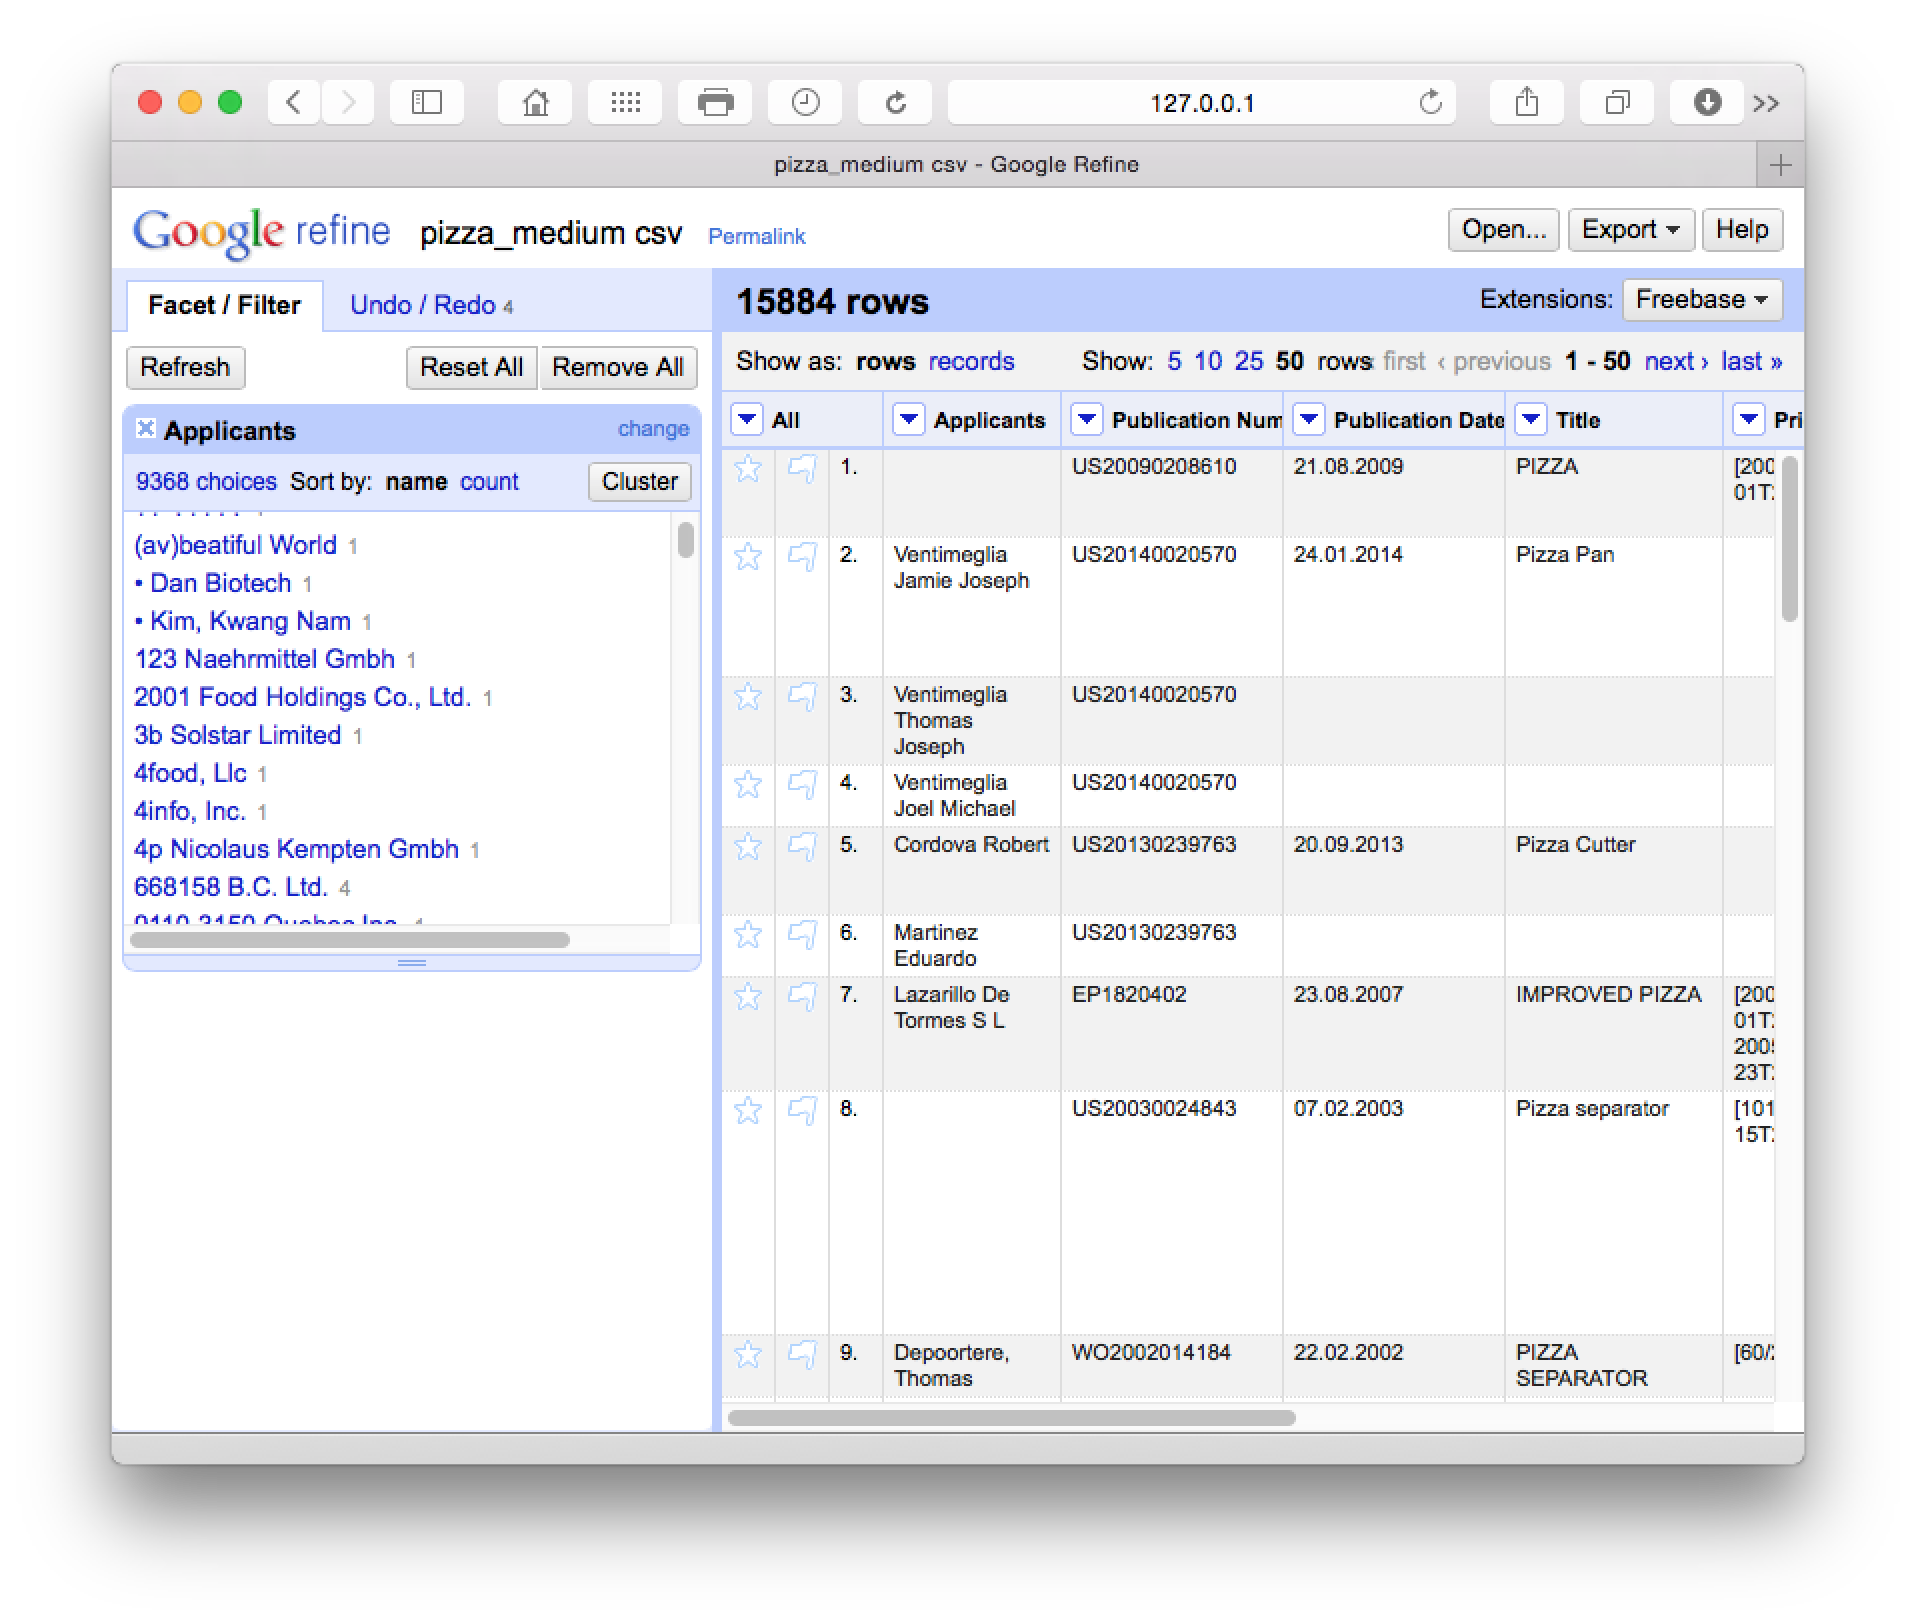 127.0.0.1
pizza_medium csv - Google Refine
Google refine pizza_medium csv Permalink Open... Export Help
Facet / Filter Undo / Redo 4
15884 rows Extensions: Freebase
Refresh Reset All Remove All
Show as: rows records Show: 5 10 25 50 rows first ‹ previous 1 - 50 next › last »
Applicants change
9368 choices Sort by: name count Cluster
(av)beatiful World 1
• Dan Biotech 1
• Kim, Kwang Nam 1
123 Naehrmittel Gmbh 1
2001 Food Holdings Co., Ltd. 1
3b Solstar Limited 1
4food, Llc 1
4info, Inc. 1
4p Nicolaus Kempten Gmbh 1
668158 B.C. Ltd. 4
9110-3150 Quebec Inc. 1
All Applicants Publication Num Publication Date Title Pri
1. US20090208610 21.08.2009 PIZZA [200
01T
2. Ventimeglia US20140020570 24.01.2014 Pizza Pan
Jamie Joseph
3. Ventimeglia US20140020570
Thomas
Joseph
4. Ventimeglia US20140020570
Joel Michael
5. Cordova Robert US20130239763 20.09.2013 Pizza Cutter
6. Martinez US20130239763
Eduardo
7. Lazarillo De EP1820402 23.08.2007 IMPROVED PIZZA [200
Tormes S L 01T
200
23T
8. US20030024843 07.02.2003 Pizza separator [101
15T
9. Depoortere, WO2002014184 22.02.2002 PIZZA [60/
Thomas SEPARATOR